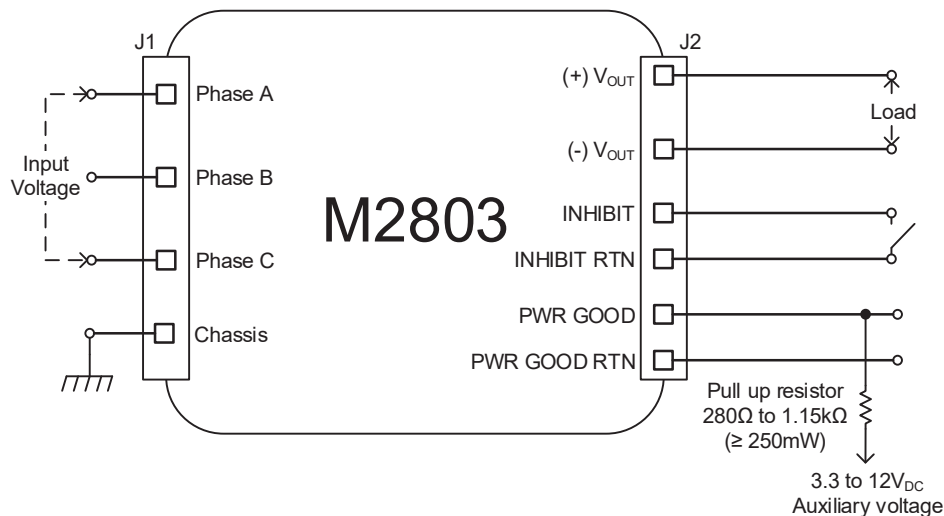 J1
J2
Phase A
Phase B
Phase C
Chassis
Input
Voltage
M2803
(+) VOUT
(-) VOUT
INHIBIT
INHIBIT RTN
PWR GOOD
PWR GOOD RTN
Load
Pull up resistor
280Ω to 1.15kΩ
(≥ 250mW)
3.3 to 12VDC
Auxiliary voltage